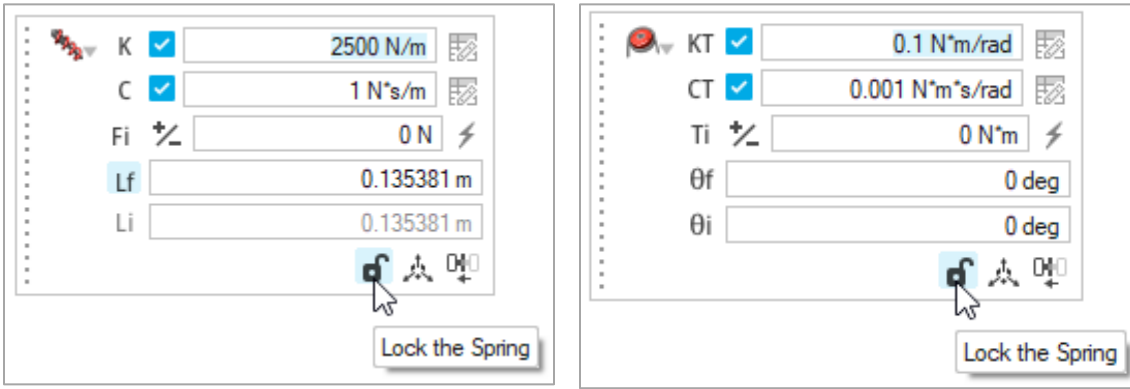 K 2500 N/m
C 1 N*s/m
Fi +/- 0 N
Lf 0.135381 m
Li 0.135381 m
Lock the Spring
KT 0.1 N*m/rad
CT 0.001 N*m*s/rad
Ti +/- 0 N*m
θf 0 deg
θi 0 deg
Lock the Spring